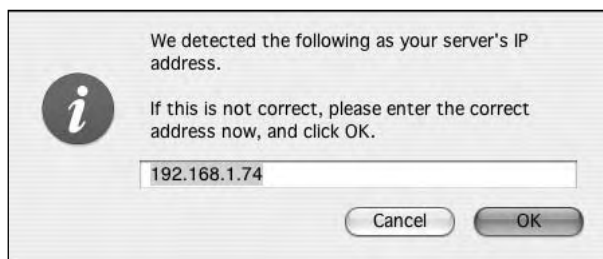 We detected the following as your server's IP
address.
If this is not correct, please enter the correct
address now, and click OK.
192.168.1.74
Cancel
OK